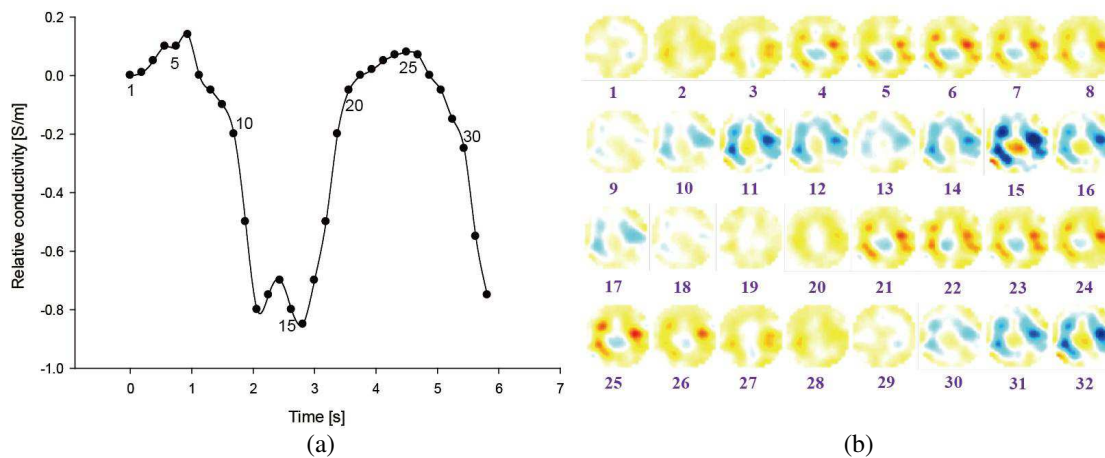 0.2
0.0
-0.2
-0.4
-0.6
-0.8
-1.0
Relative conductivity [S/m]
1
5
10
15
20
25
30
0 1 2 3 4 5 6 7
Time [s]
(a)
1 2 3 4 5 6 7 8
9 10 11 12 13 14 15 16
17 18 19 20 21 22 23 24
25 26 27 28 29 30 31 32
(b)